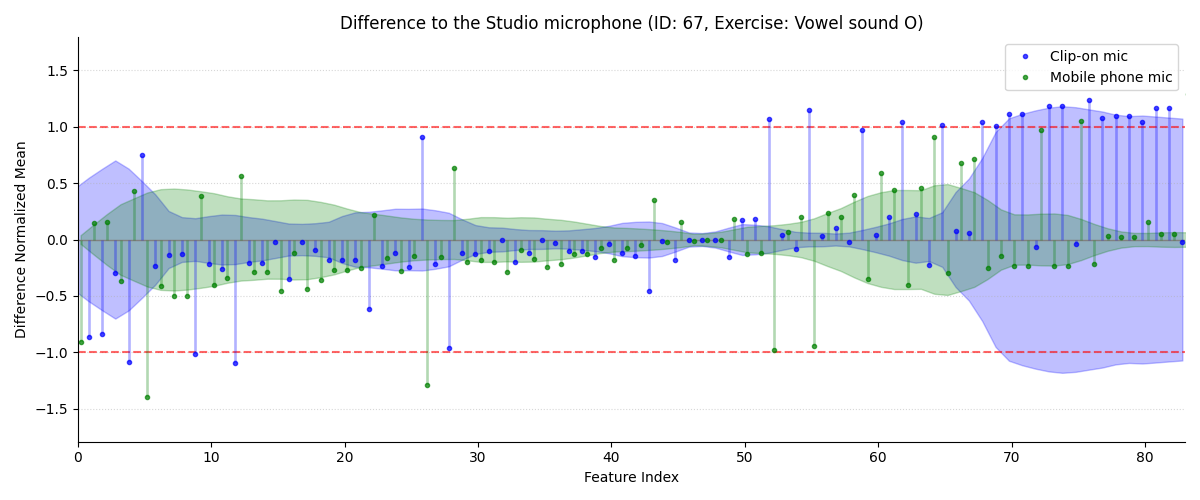 Difference to the Studio microphone (ID: 67, Exercise: Vowel sound O)
Clip-on mic
Mobile phone mic
Difference Normalized Mean
1.5
1.0
0.5
0.0
−0.5
−1.0
−1.5
0 10 20 30 40 50 60 70 80
Feature Index